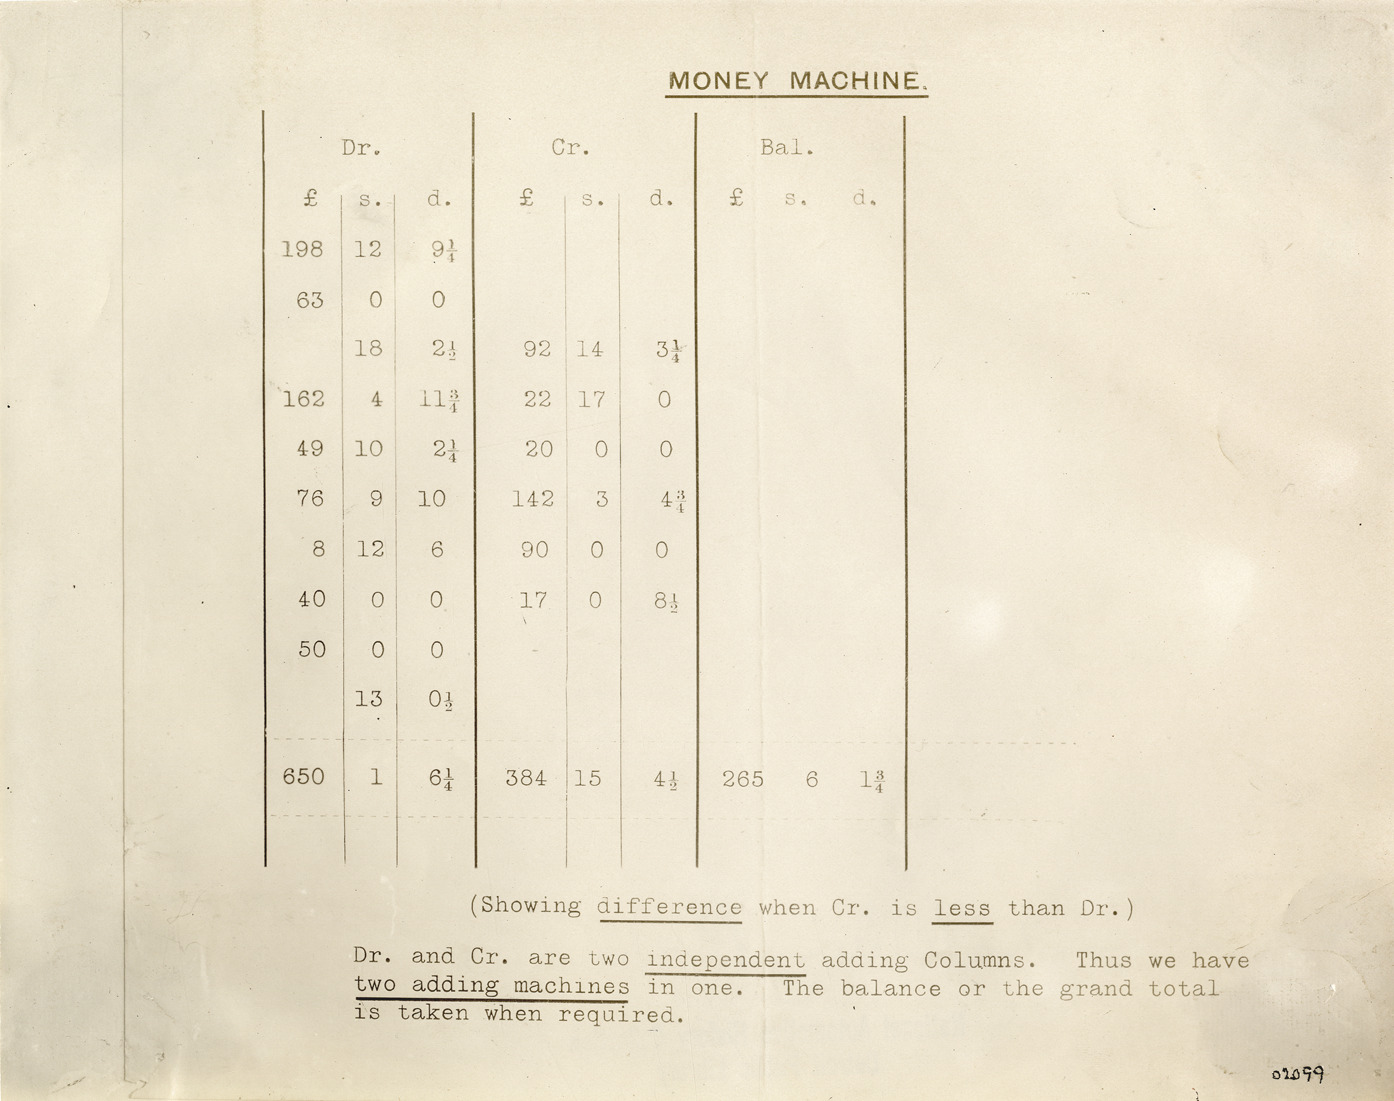 MONEY MACHINE.
Dr. Cr. Bal.
£ s. d. £ s. d. £ s. d.
198 12 9¼
63 0 0
18 2½ 92 14 3¼
162 4 11¾ 22 17 0
49 10 2¼ 20 0 0
76 9 10 142 3 4¾
8 12 6 90 0 0
40 0 0 17 0 8½
50 0 0
13 0½
650 1 6¼ 384 15 4½ 265 6 1¾
(Showing difference when Cr. is less than Dr.)
Dr. and Cr. are two independent adding Columns. Thus we have
two adding machines in one. The balance or the grand total
is taken when required.